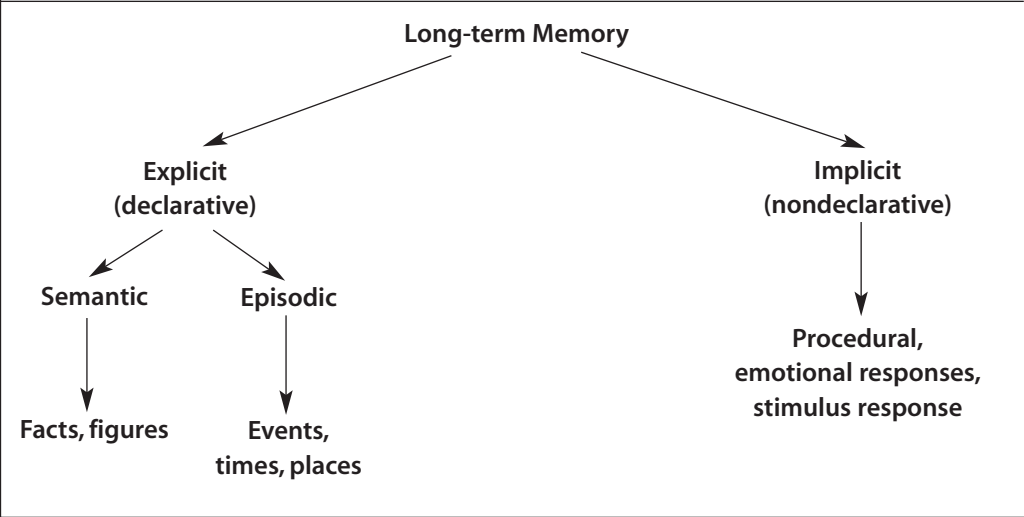 Long-term Memory
Explicit
(declarative)
Implicit
(nondeclarative)
Semantic
Episodic
Facts, figures
Events,
times, places
Procedural,
emotional responses,
stimulus response